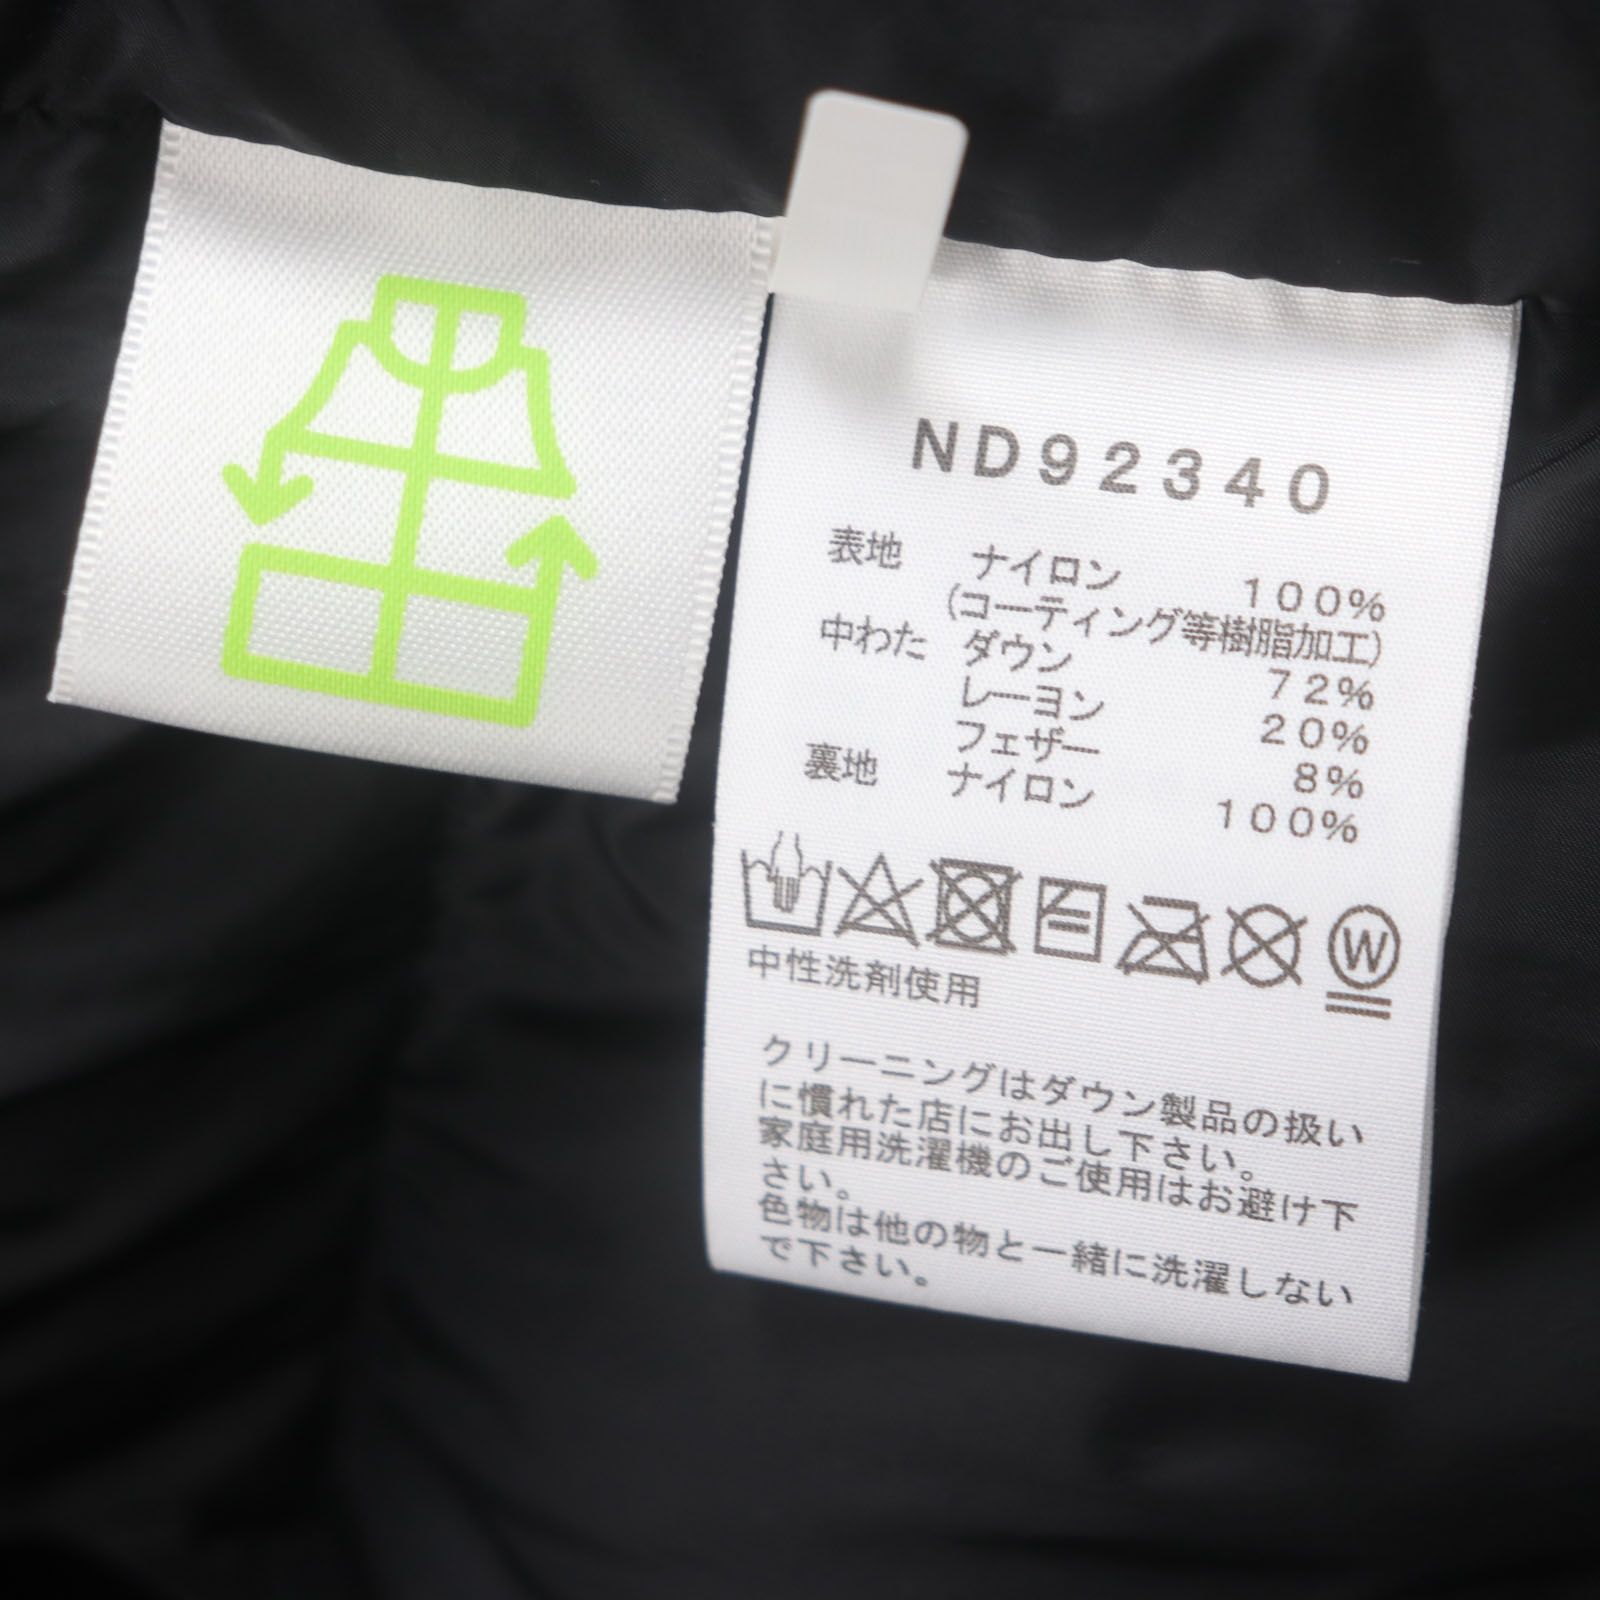 ND92340
表地 ナイロン 100%
(コーティング等樹脂加工)
中わた ダウン 72%
レーヨン 20%
フェザー 8%
裏地 ナイロン 100%
W
中性洗剤使用
クリーニングはダウン製品の扱い
に慣れた店にお出し下さい。
家庭用洗濯機のご使用はお避け下
さい。
色物は他の物と一緒に洗濯しない
で下さい。